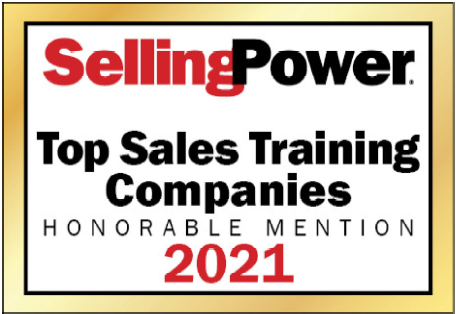 SellingPower.
Top Sales Training
Companies
HONORABLE MENTION
2021